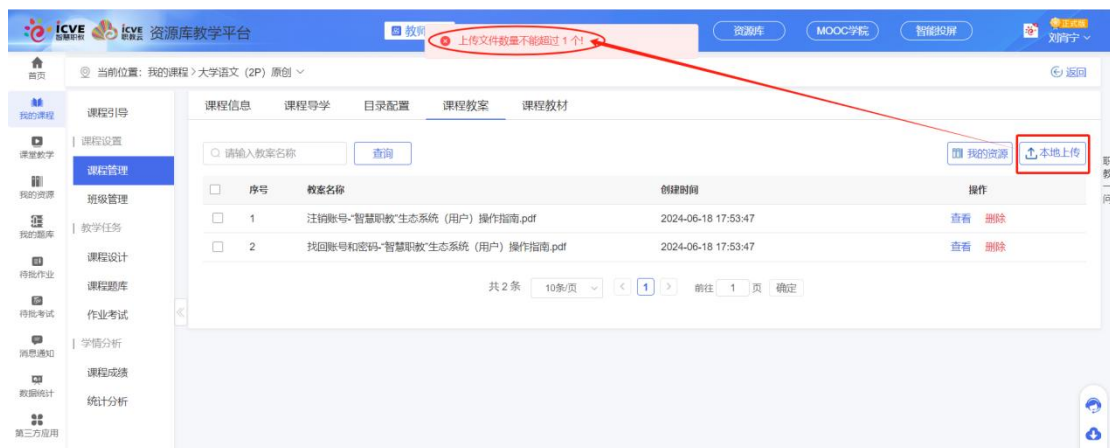 icve 智慧职教 icve 职教云 资源库教学平台
上传文件数量不能超过 1 个!
资源库 MOOC学院 智能投屏
正式版
刘宵宁
首页 当前位置:我的课程>大学语文(2P)原创 返回
我的课程
课堂教学
我的资源
我的题库
待批作业
待批考试
消息通知
数据统计
第三方应用
课程引导
课程设置
课程管理
班级管理
教学任务
课程设计
课程题库
作业考试
学情分析
课程成绩
统计分析
课程信息 课程导学 目录配置 课程教案 课程教材
请输入教案名称 查询 我的资源 本地上传
序号 教案名称 创建时间 操作
1 注销账号-“智慧职教”生态系统(用户)操作指南.pdf 2024-06-18 17:53:47 查看 删除
2 找回账号和密码-“智慧职教”生态系统(用户)操作指南.pdf 2024-06-18 17:53:47 查看 删除
共 2 条 10条/页 < 1 > 前往 1 页 确定
职
教
一
问